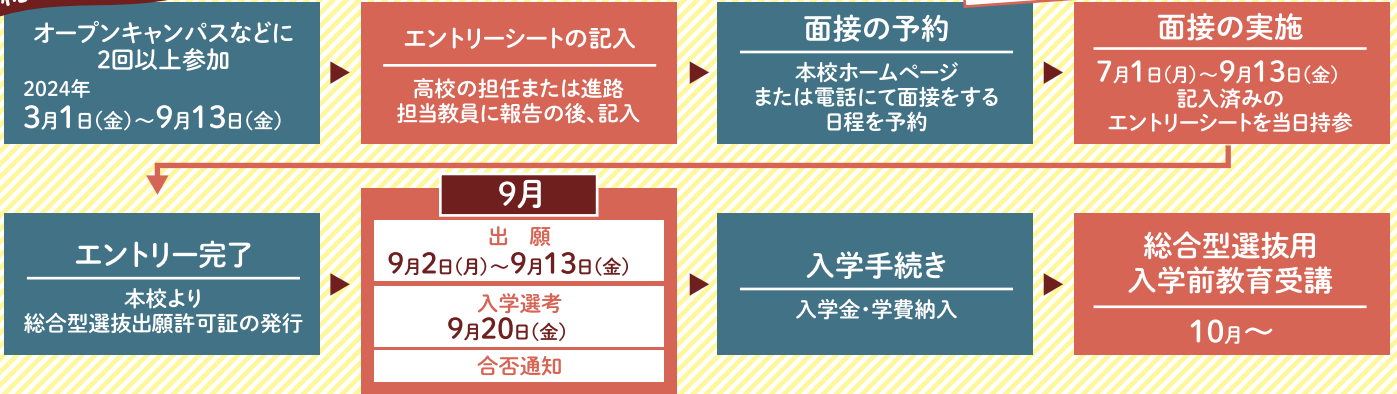 オープンキャンパスなどに
2回以上参加
2024年
3月1日(金)～9月13日(金)
エントリーシートの記入
高校の担任または進路
担当教員に報告の後、記入
面接の予約
本校ホームページ
または電話にて面接をする
日程を予約
面接の実施
7月1日(月)～9月13日(金)
記入済みの
エントリーシートを当日持参
エントリー完了
本校より
総合型選抜出願許可証の発行
9月
出 願
9月2日(月)～9月13日(金)
入学選考
9月20日(金)
合否通知
入学手続き
入学金・学費納入
総合型選抜用
入学前教育受講
10月～